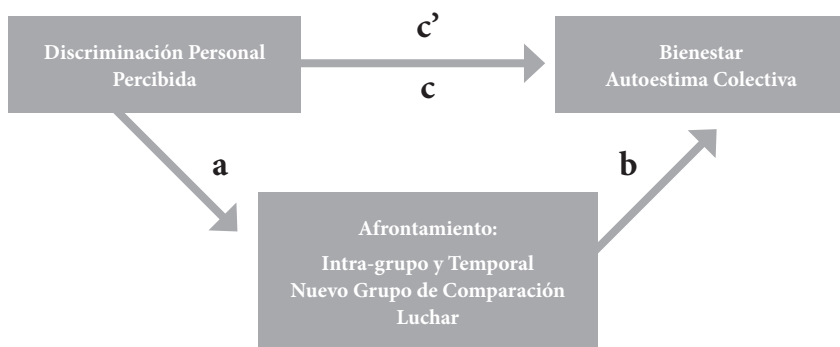 Discriminación Personal
Percibida
c’
c
Bienestar
Autoestima Colectiva
a
b
Afrontamiento:
Intra-grupo y Temporal
Nuevo Grupo de Comparación
Luchar